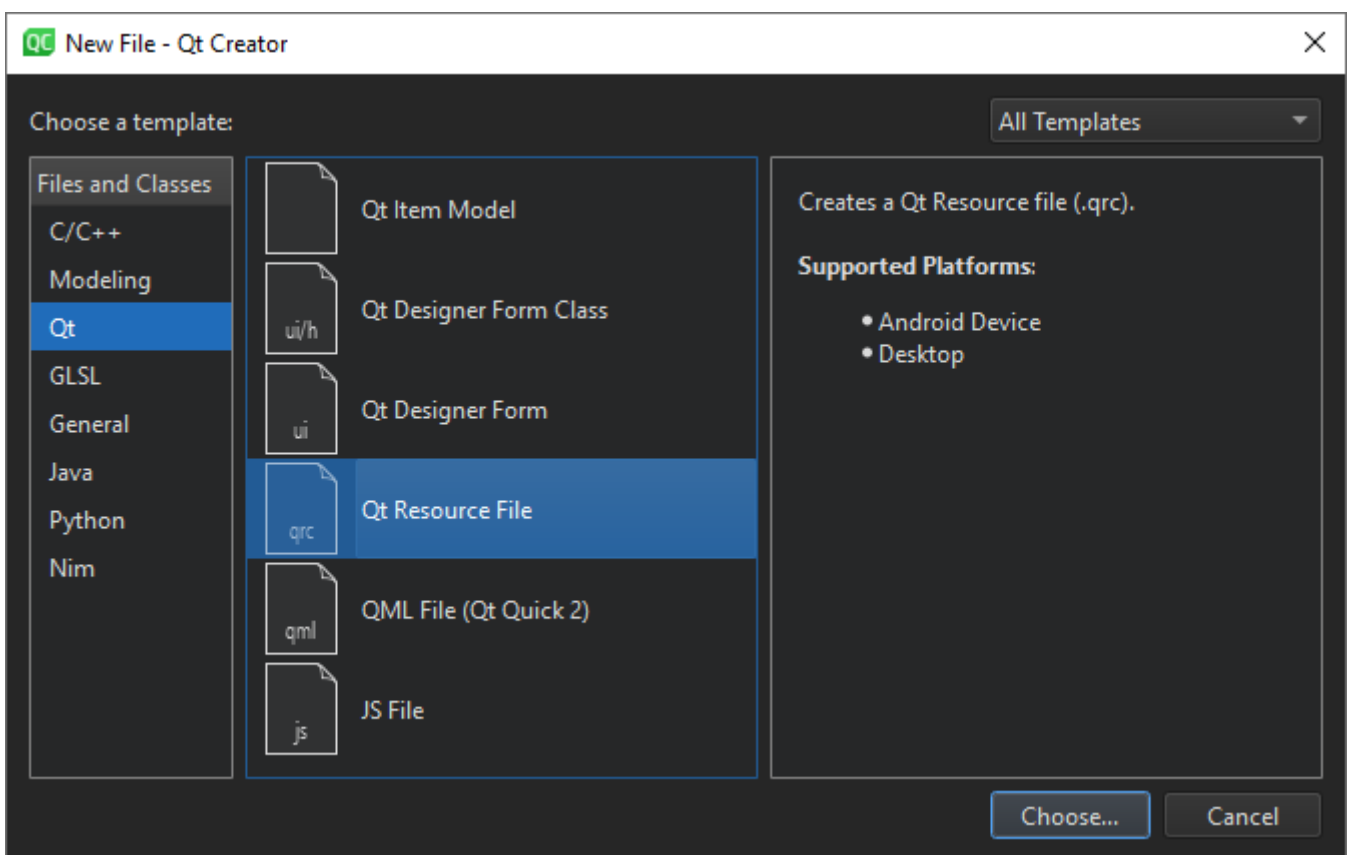 QC New File - Qt Creator
Choose a template:
All Templates
Files and Classes
C/C++
Modeling
Qt
GLSL
General
Java
Python
Nim
Qt Item Model
ui/h
Qt Designer Form Class
ui
Qt Designer Form
qrc
Qt Resource File
qml
QML File (Qt Quick 2)
js
JS File
Creates a Qt Resource file (.qrc).
Supported Platforms:
• Android Device
• Desktop
Choose...
Cancel